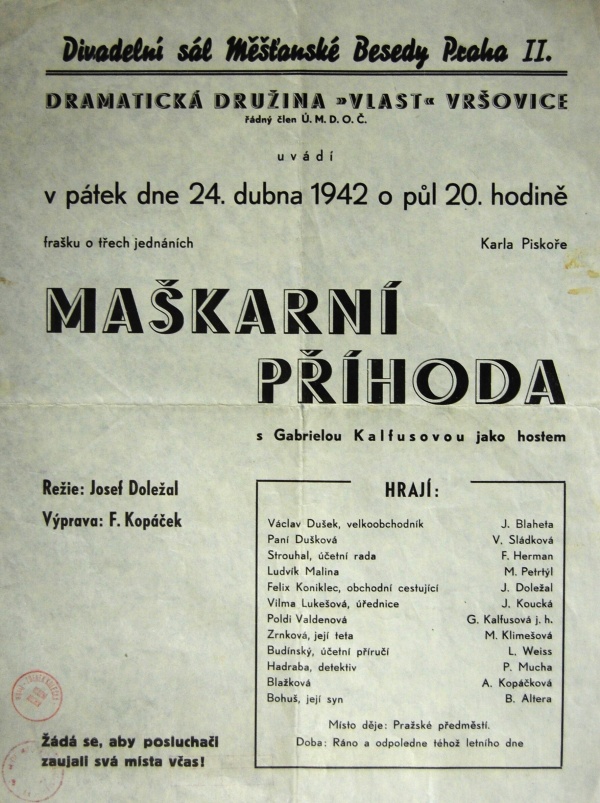 Divadelní sál Měšťanské Besedy Praha II.
DRAMATICKÁ DRUŽINA »VLAST« VRŠOVICE
řádný člen Ú. M. D. O. Č.
uvádí
v pátek dne 24. dubna 1942 o půl 20. hodině
frašku o třech jednáních Karla Piskoře
MAŠKARNÍ
PŘÍHODA
s Gabrielou Kalfusovou jako hostem
Režie: Josef Doležal
Výprava: F. Kopáček
HRAJÍ:
Václav Dušek, velkoobchodník J. Blaheta
Paní Dušková V. Sládková
Strouhal, účetní rada F. Herman
Ludvík Malina M. Petrtýl
Felix Koniklec, obchodní cestující J. Doležal
Vilma Lukešová, úřednice J. Koucká
Poldi Valdenová G. Kalfusová j. h.
Zrnková, její teta M. Klimešová
Budínský, účetní příručí L. Weiss
Hadraba, detektiv P. Mucha
Blažková A. Kopáčková
Bohuš, její syn B. Altera
Místo děje: Pražské předměstí.
Doba: Ráno a odpoledne téhož letního dne
Žádá se, aby posluchači
zaujali svá místa včas!